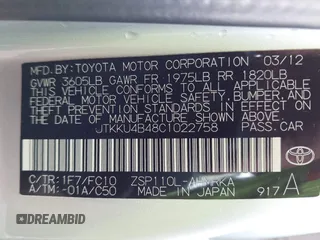 MFD. BY: TOYOTA MOTOR CORPORATION 03/12
GVWR 3605LB GAWR FR 1975LB RR 1820LB
THIS VEHICLE CONFORMS TO ALL APPLICABLE
FEDERAL MOTOR VEHICLE SAFETY, BUMPER, AND
THEFT PREVENTION STANDARDS IN EFFECT ON THE
DATE OF MANUFACTURE SHOWN ABOVE.
JTKKU4B48C1022758 PASS.CAR
C/TR: 1F7/FC10 ZSP110L-
A/TM: -01A/C50 MADE IN JAPAN 917 A
TOYOTA
DREAMBID